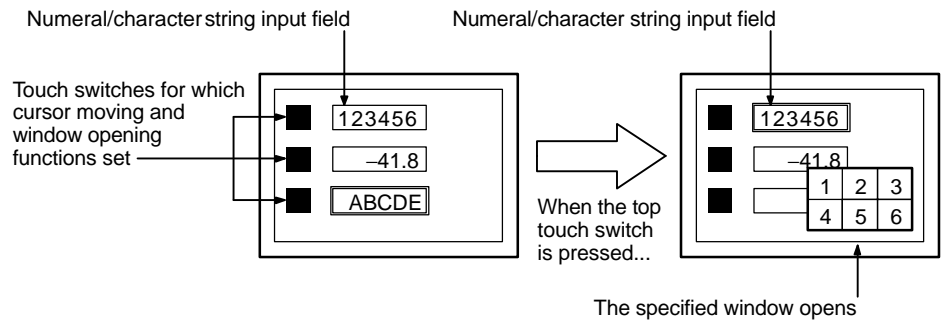 Numeral/character string input field
Numeral/character string input field
Touch switches for which
cursor moving and
window opening
functions set
123456
–41.8
ABCDE
When the top
touch switch
is pressed...
123456
–41.8
1 2 3
4 5 6
The specified window opens